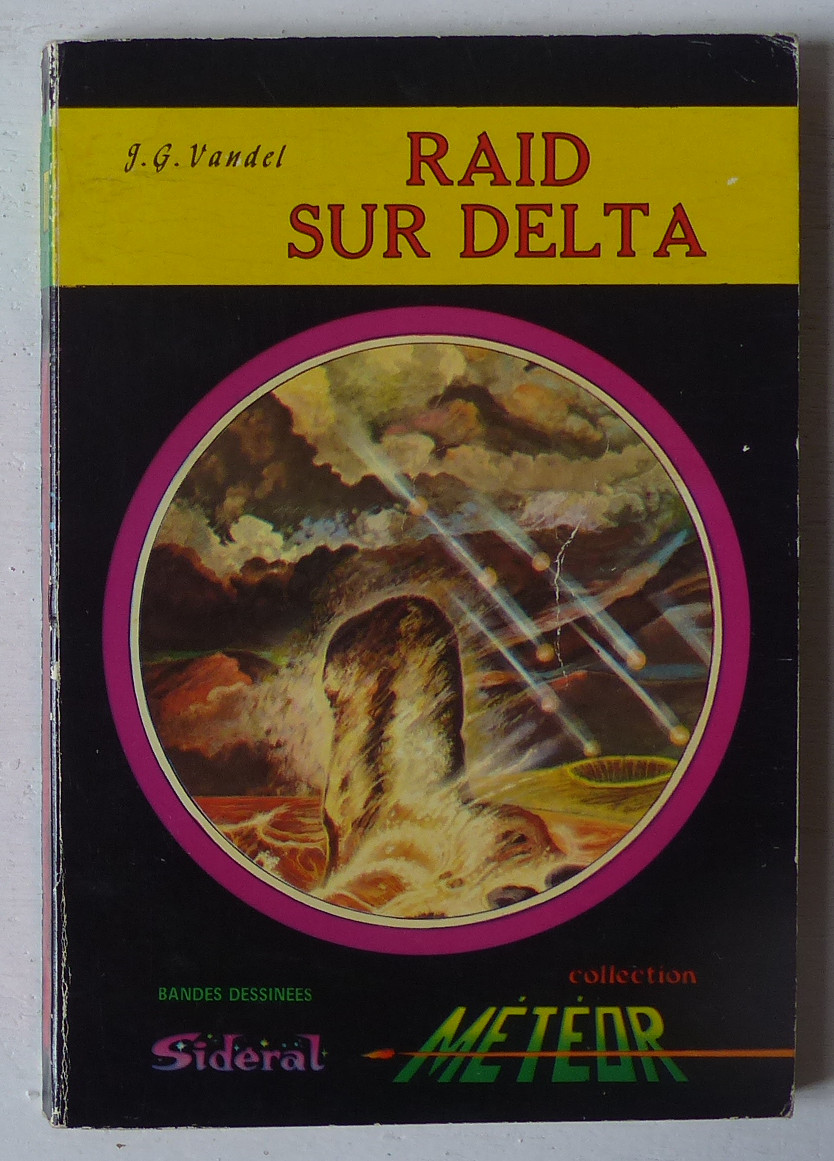 J.G. Vandel
RAID
SUR DELTA
collection
BANDES DESSINEES
MÉTÉOR
Sidéral